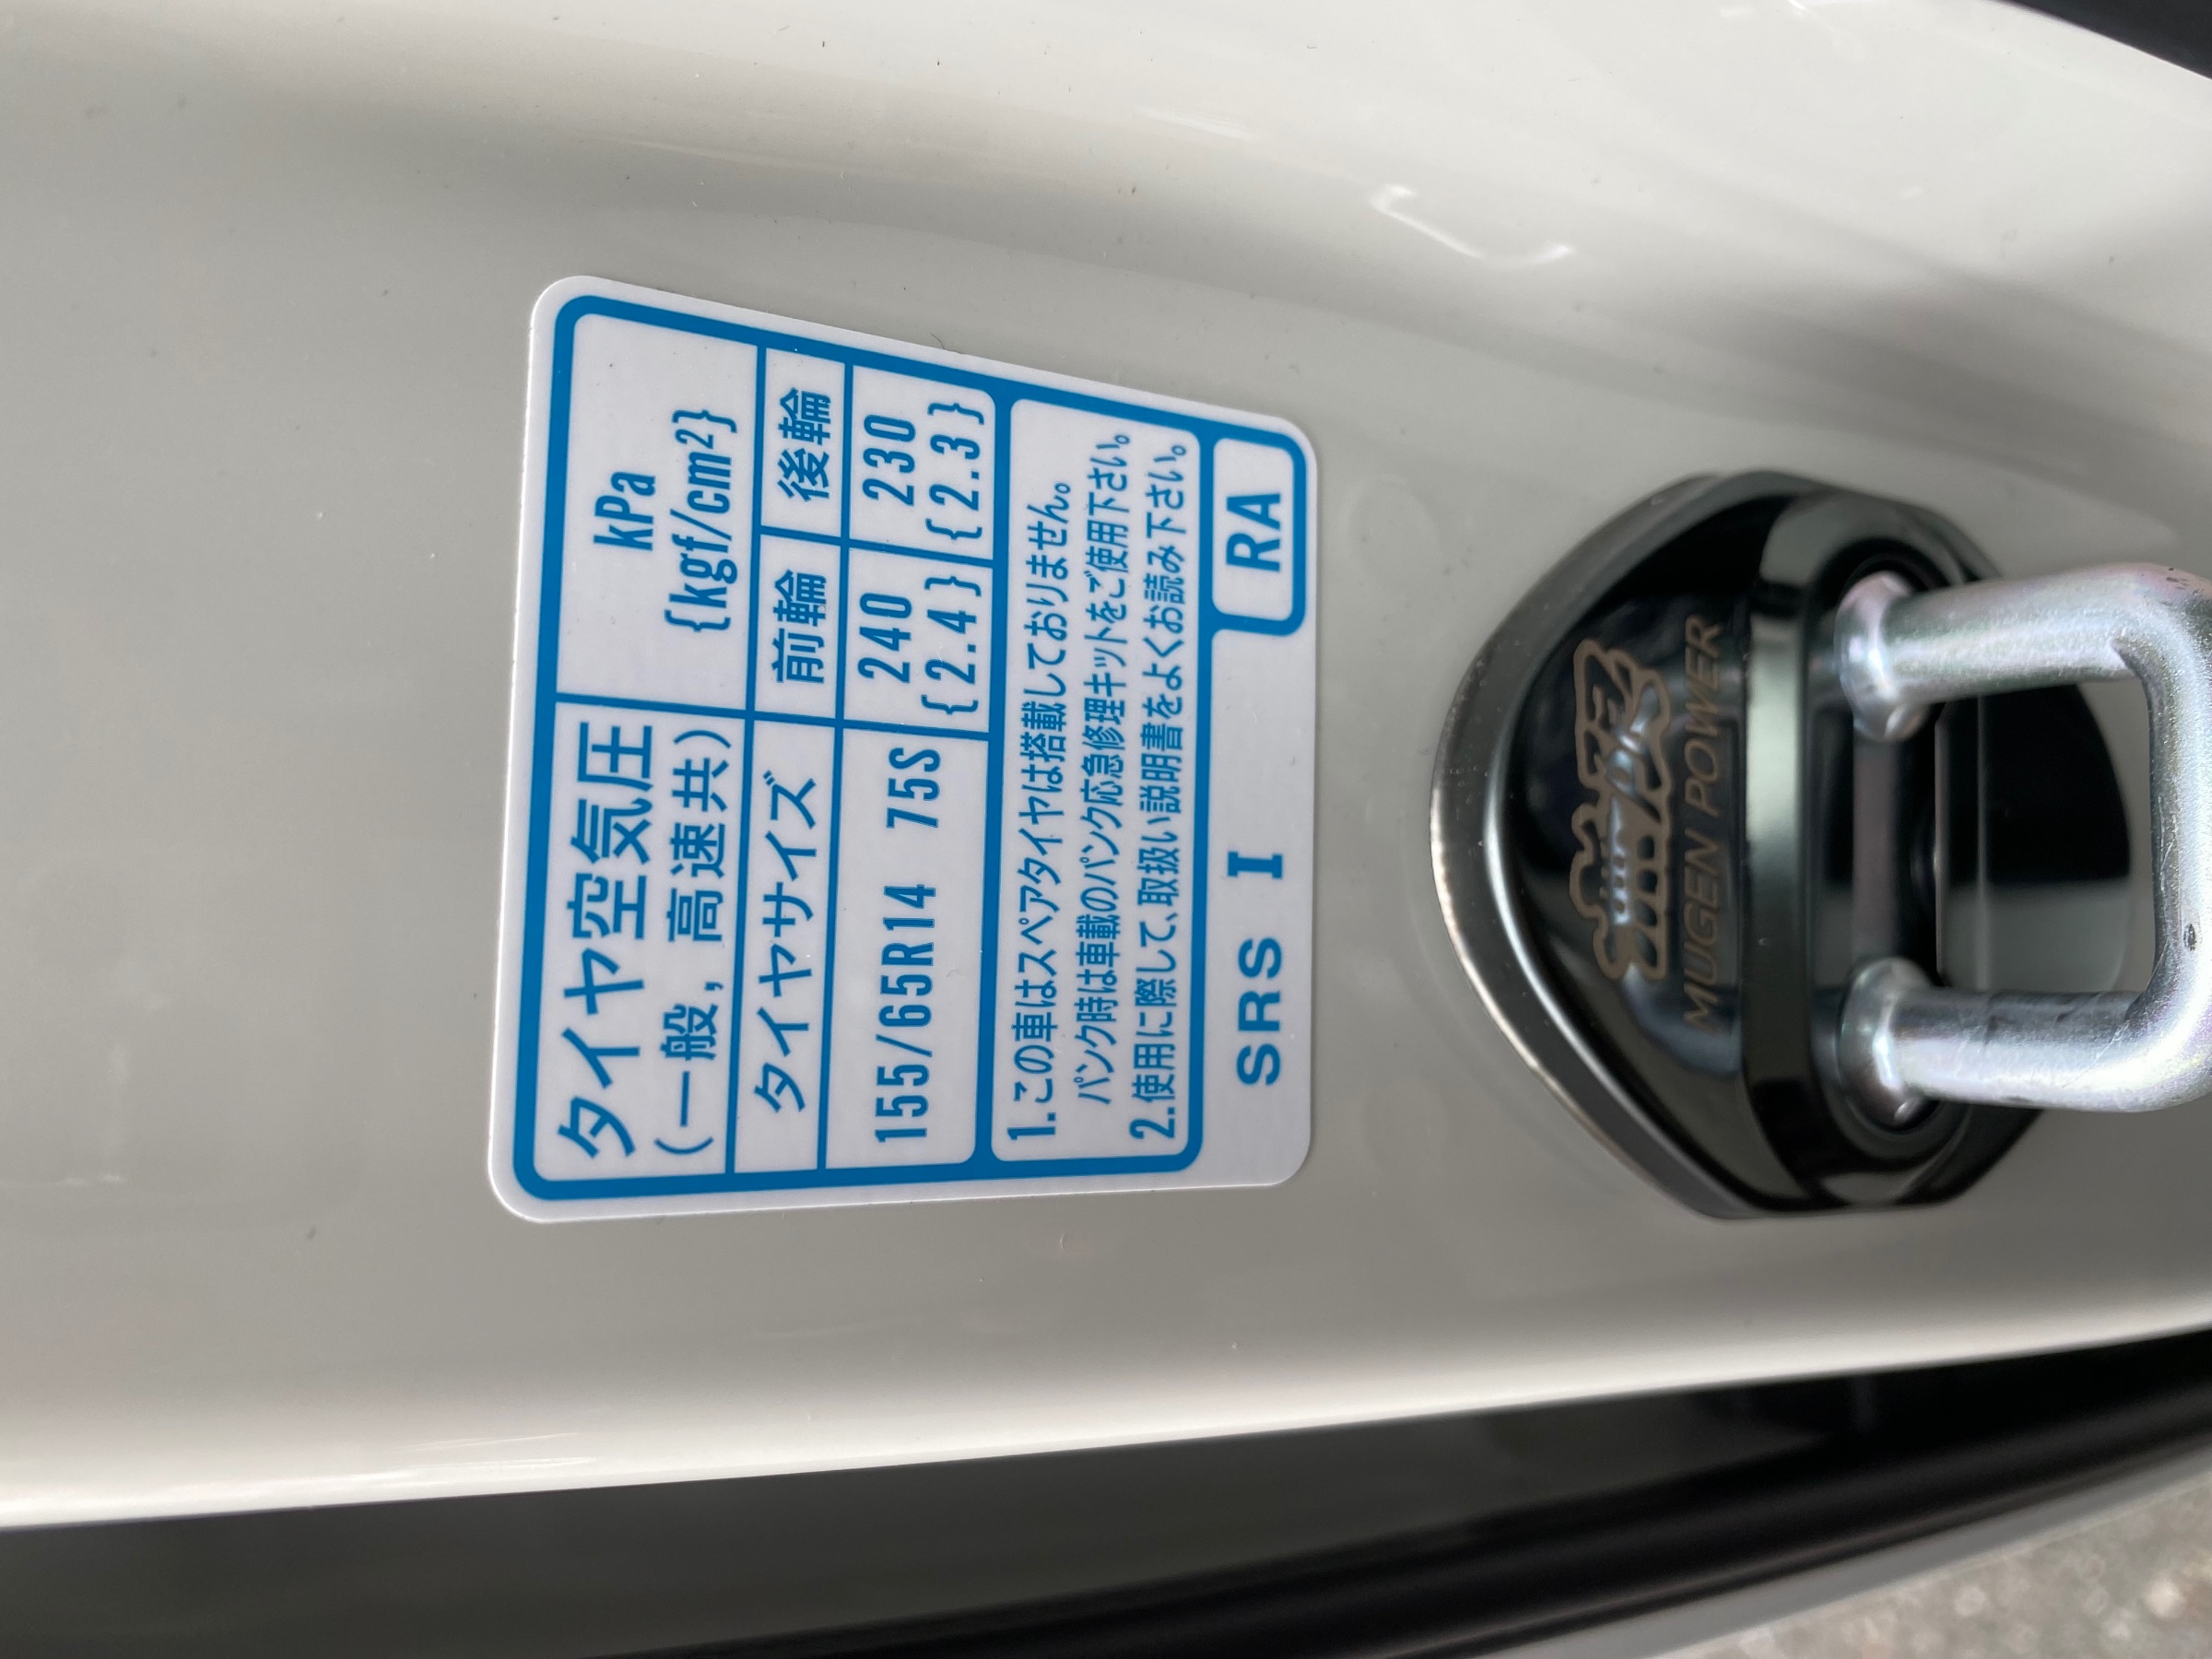 タイヤ空気圧
(一般，高速共)
kPa
{kgf/cm²}
タイヤサイズ 前輪 後輪
155/65R14 75S 240 230
{2.4} {2.3}
1.この車はスペアタイヤは搭載しておりません。
パンク時は車載のパンク応急修理キットをご使用下さい。
2.使用に際して、取扱い説明書をよくお読み下さい。
SRS I RA
無限
MUGEN POWER